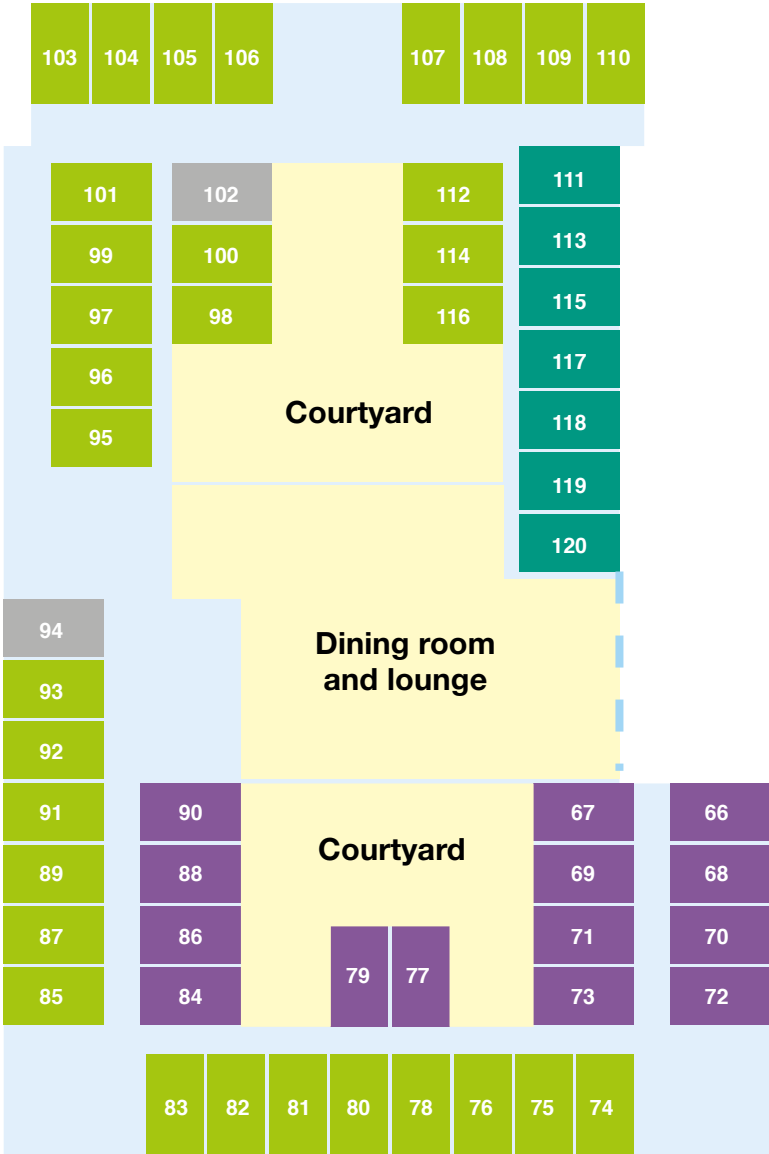 103 104 105 106 107 108 109 110
101 102 112 111
99 100 114 113
97 98 116 115
96 117
95 Courtyard 118
119
120
94 Dining room
93 and lounge
92
91 90 Courtyard 67 66
89 88 69 68
87 86 71 70
85 84 79 77 73 72
83 82 81 80 78 76 75 74